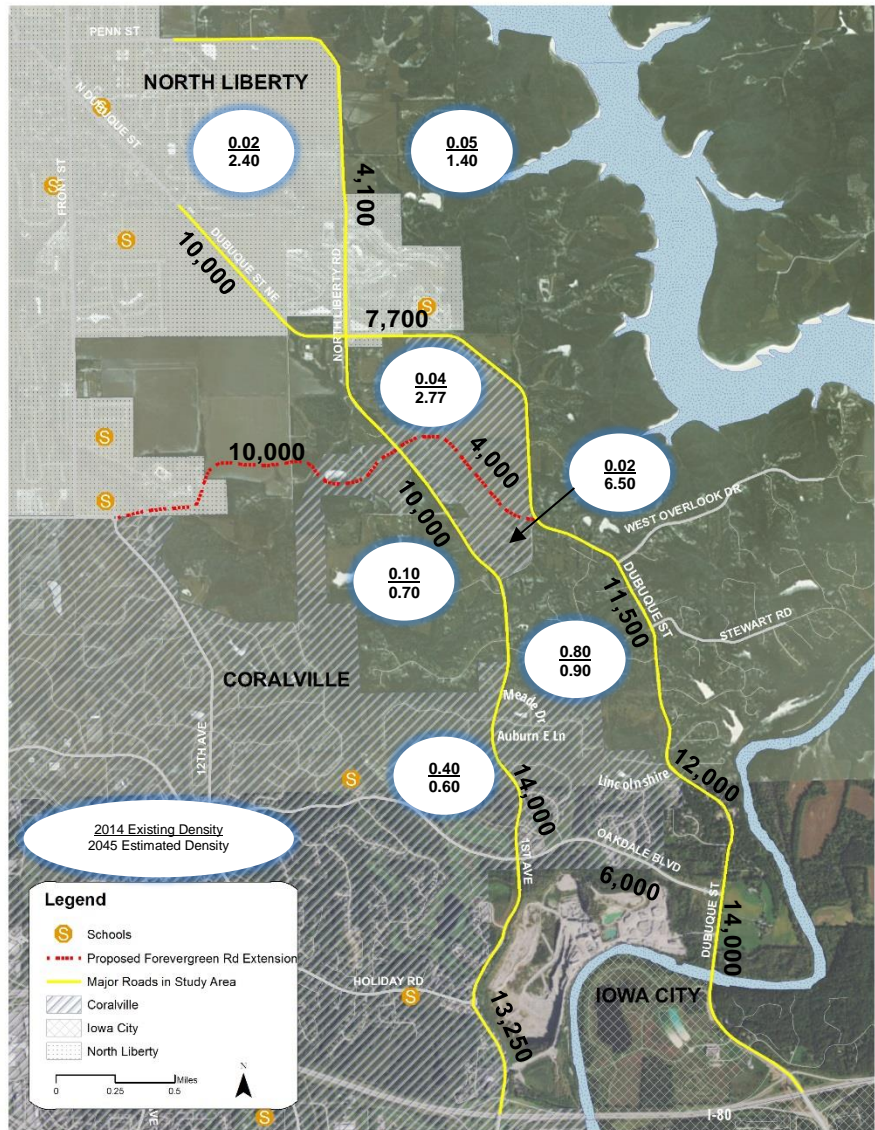 PENN ST
NORTH LIBERTY
S
N DUBUQUE ST
0.02
2.40
0.05
1.40
S
FRONT ST
4,100
S
DUBUQUE ST NE
10,000
NORTH LIBERTY RD
S
7,700
0.04
2.77
S
10,000
4,000
0.02
6.50
S
10,000
WEST OVERLOOK DR
0.10
0.70
DUBUQUE ST
11,500
STEWART RD
0.80
0.90
CORALVILLE
Meade Dr
12TH AVE
Auburn E Ln
S
0.40
0.60
14,000
Lincolnshire
12,000
2014 Existing Density
2045 Estimated Density
1ST AVE
OAKDALE BLVD
6,000
DUBUQUE ST
14,000
Legend
S Schools
Proposed Forevergreen Rd Extension
Major Roads in Study Area
Coralville
Iowa City
North Liberty
N
0 0.25 0.5 Miles
HOLIDAY RD
S
IOWA CITY
13,250
S
VE
I-80